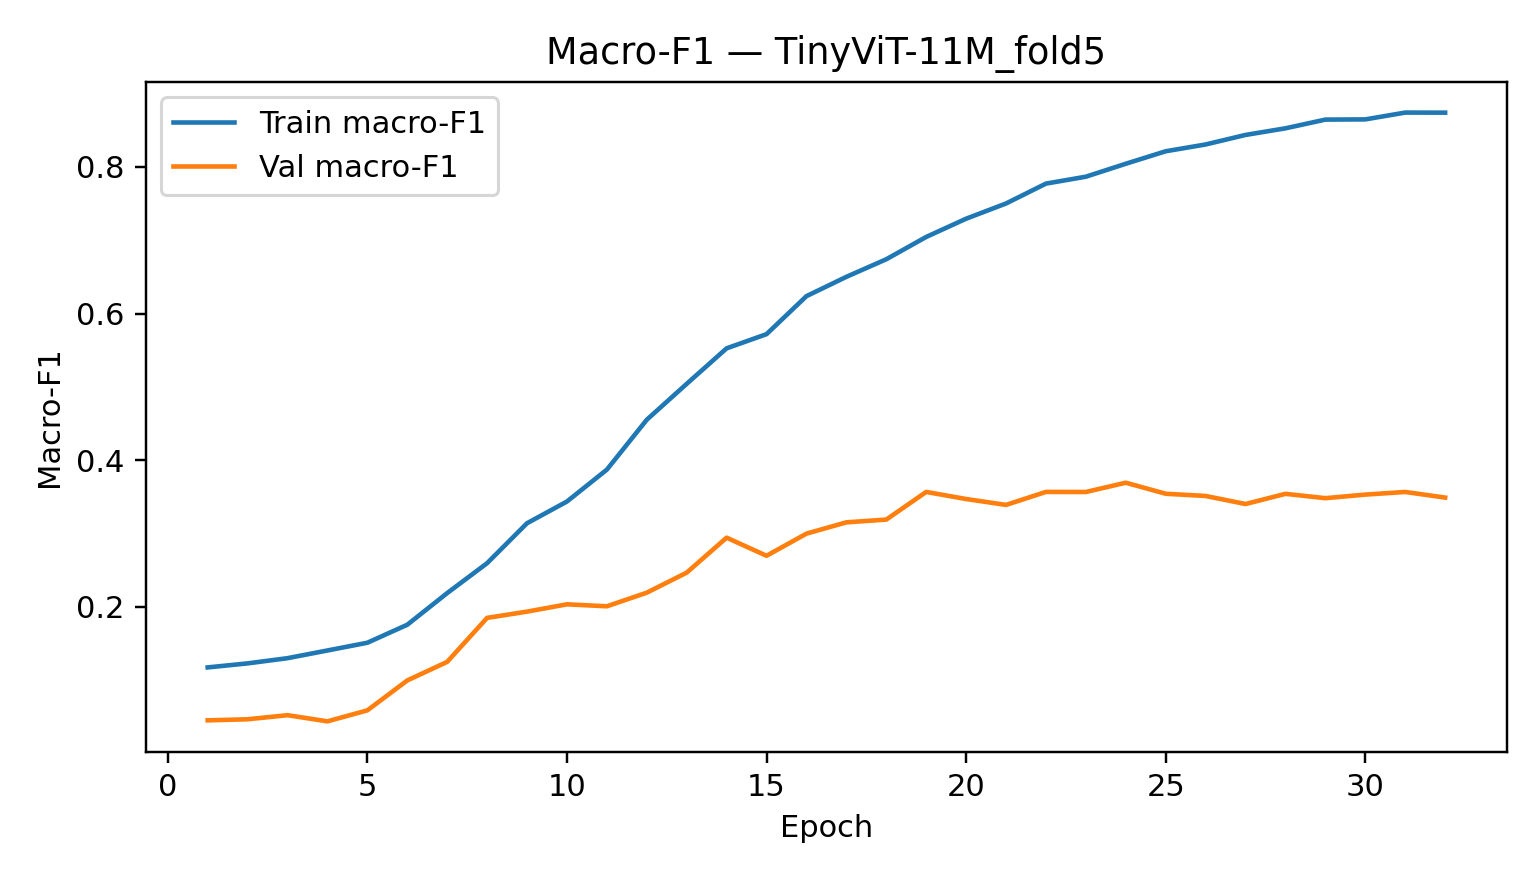 Macro-F1 — TinyViT-11M_fold5
Train macro-F1
Val macro-F1
0.8
0.6
0.4
0.2
Macro-F1
0 5 10 15 20 25 30
Epoch